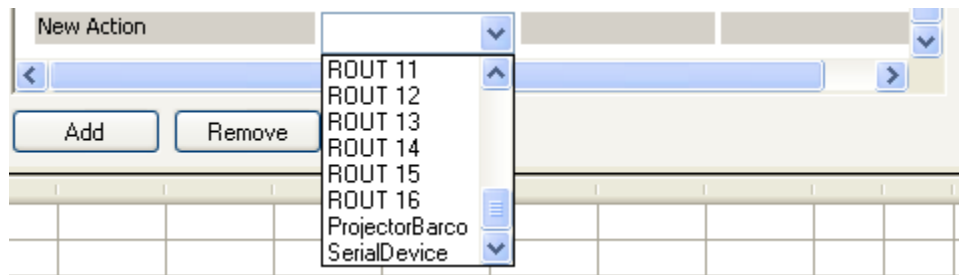 New Action
ROUT 11
ROUT 12
ROUT 13
ROUT 14
ROUT 15
ROUT 16
ProjectorBarco
SerialDevice
Add Remove